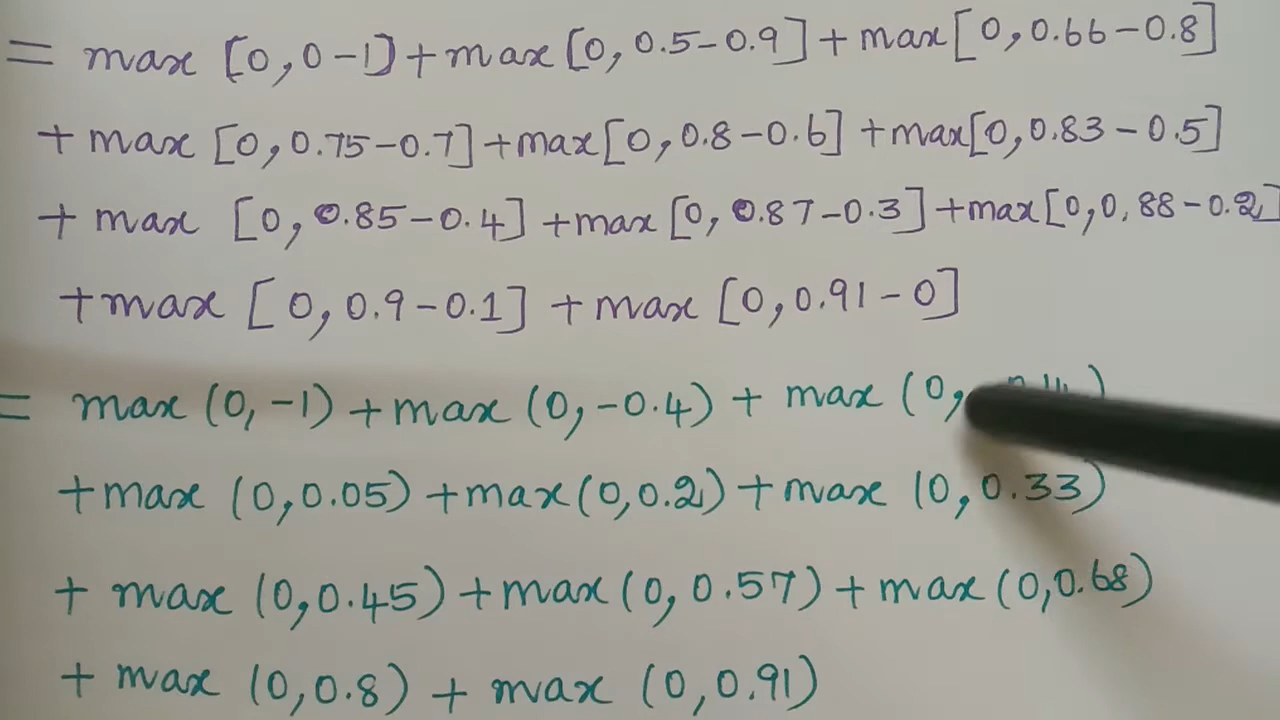 = max [0, 0-1] + max [0, 0.5-0.9] + max [0, 0.66-0.8]
+ max [0, 0.75-0.7] + max [0, 0.8-0.6] + max [0, 0.83-0.5]
+ max [0, 0.85-0.4] + max [0, 0.87-0.3] + max [0, 0.88-0.2]
+ max [0, 0.9-0.1] + max [0, 0.91-0]
= max (0, -1) + max (0, -0.4) + max (0,
+ max (0, 0.05) + max (0, 0.2) + max (0, 0.33)
+ max (0, 0.45) + max (0, 0.57) + max (0, 0.68)
+ max (0, 0.8) + max (0, 0.91)